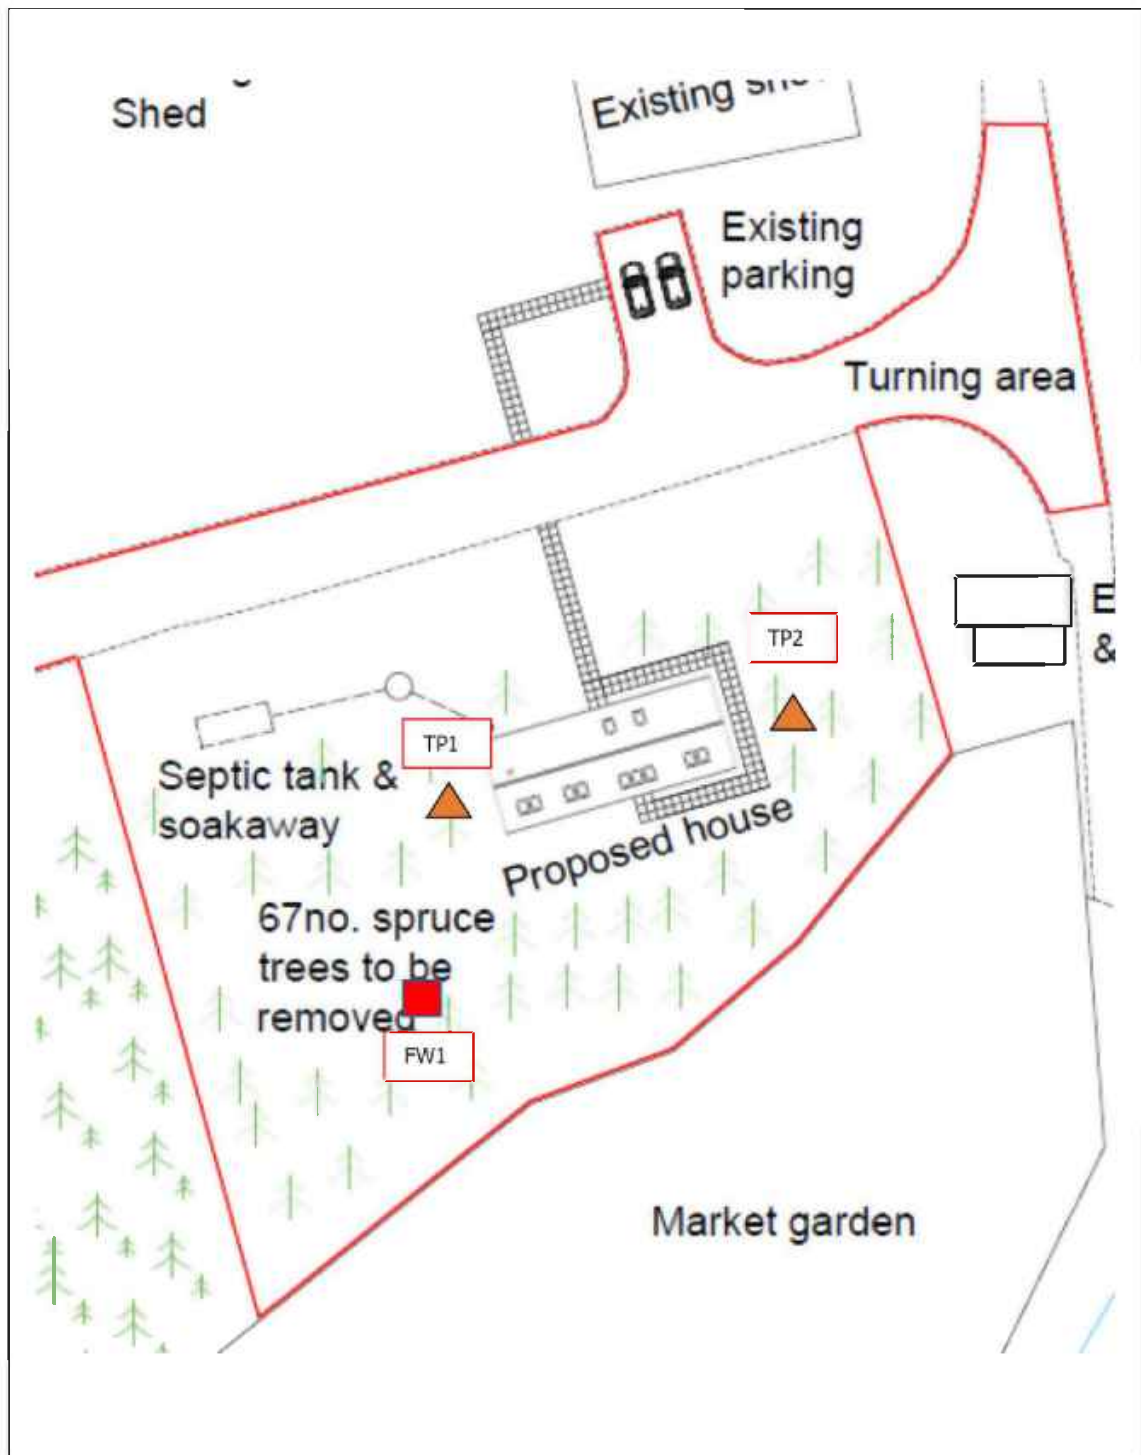 Shed
Existing
Existing
parking
Turning area
&
TP2
TP1
Septic tank &
soakaway
Proposed house
67no. spruce
trees to be
removed
FW1
Market garden